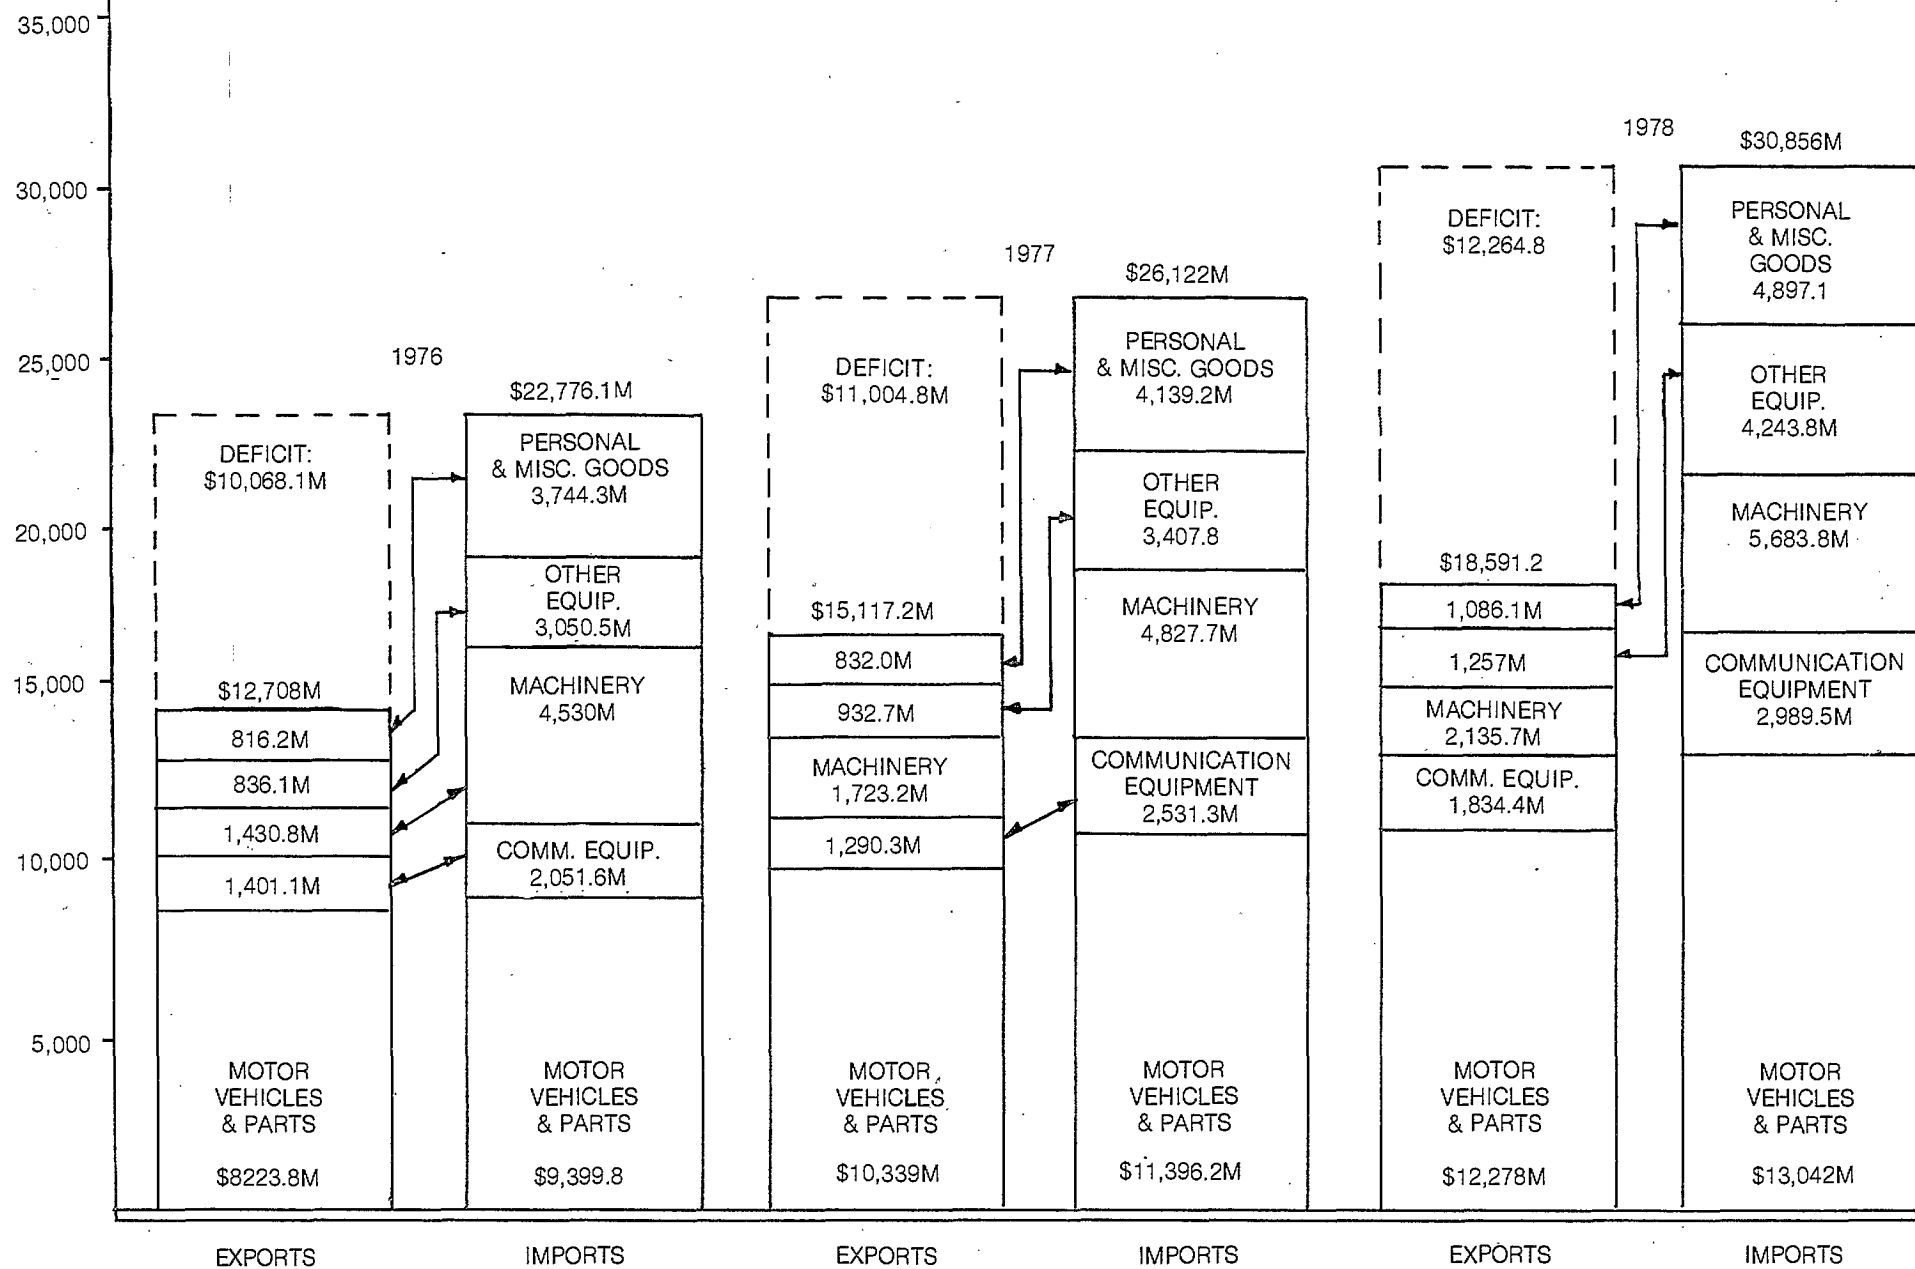 35,000
30,000
25,000
20,000
15,000
10,000
5,000
1976
DEFICIT:
$10,068.1M
$12,708M
816.2M
836.1M
1,430.8M
1,401.1M
MOTOR
VEHICLES
& PARTS
$8223.8M
EXPORTS
$22,776.1M
PERSONAL
& MISC. GOODS
3,744.3M
OTHER
EQUIP.
3,050.5M
MACHINERY
4,530M
COMM. EQUIP.
2,051.6M
MOTOR
VEHICLES
& PARTS
$9,399.8
IMPORTS
1977
DEFICIT:
$11,004.8M
$15,117.2M
832.0M
932.7M
MACHINERY
1,723.2M
1,290.3M
MOTOR
VEHICLES
& PARTS
$10,339M
EXPORTS
$26,122M
PERSONAL
& MISC. GOODS
4,139.2M
OTHER
EQUIP.
3,407.8
MACHINERY
4,827.7M
COMMUNICATION
EQUIPMENT
2,531.3M
MOTOR
VEHICLES
& PARTS
$11,396.2M
IMPORTS
1978
DEFICIT:
$12,264.8
$18,591.2
1,086.1M
1,257M
MACHINERY
2,135.7M
COMM. EQUIP.
1,834.4M
MOTOR
VEHICLES
& PARTS
$12,278M
EXPORTS
$30,856M
PERSONAL
& MISC.
GOODS
4,897.1
OTHER
EQUIP.
4,243.8M
MACHINERY
5,683.8M
COMMUNICATION
EQUIPMENT
2,989.5M
MOTOR
VEHICLES
& PARTS
$13,042M
IMPORTS